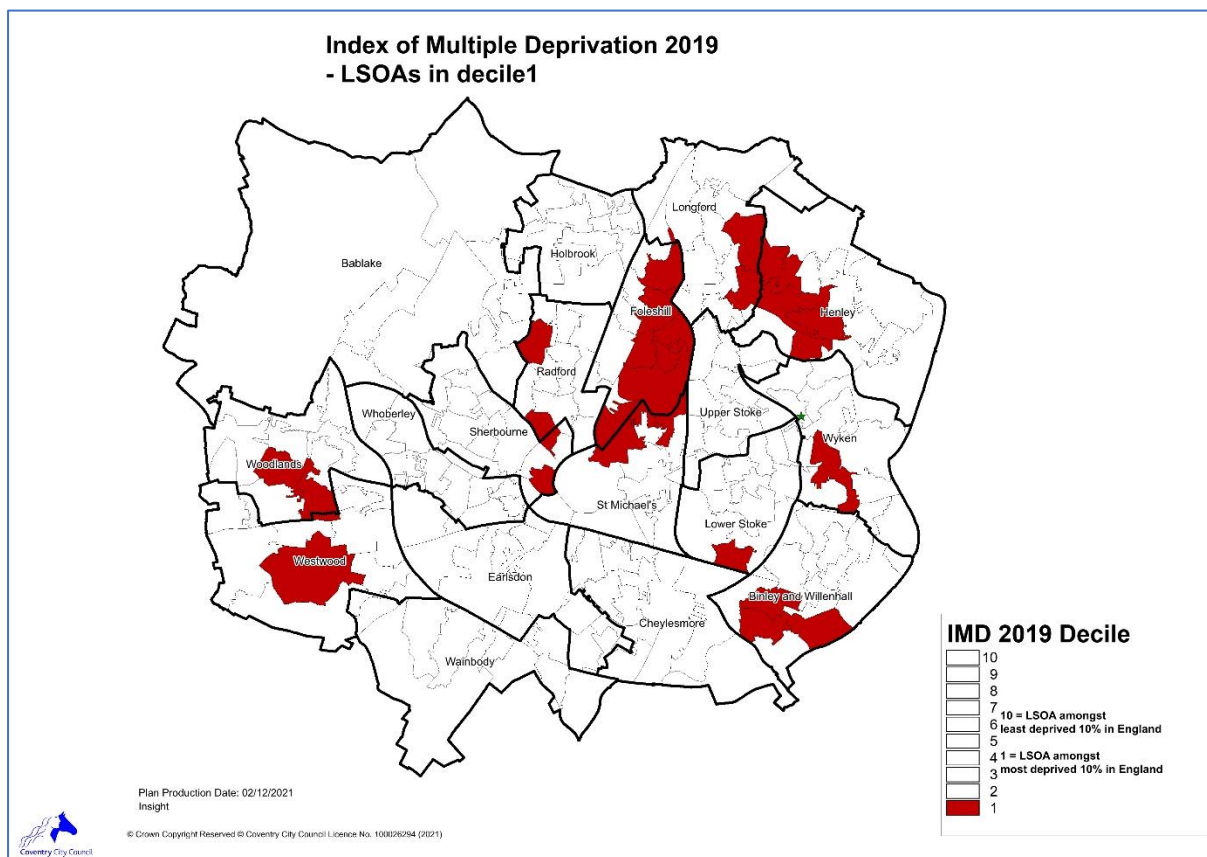 Index of Multiple Deprivation 2019
- LSOAs in decile1
Longford
Holbrook
Bablake
Foleshill
Henley
Radford
Whoberley
Upper Stoke
Sherbourne
Wyken
Woodlands
St Michael's
Lower Stoke
Westwood
Earlsdon
Binley and Willenhall
Cheylesmore
Wainbody
IMD 2019 Decile
10
9
8
7
6
5
4
3
2
1
10 = LSOA amongst
least deprived 10% in England
1 = LSOA amongst
most deprived 10% in England
Plan Production Date: 02/12/2021
Insight
© Crown Copyright Reserved © Coventry City Council Licence No. 100026294 (2021)
Coventry City Council